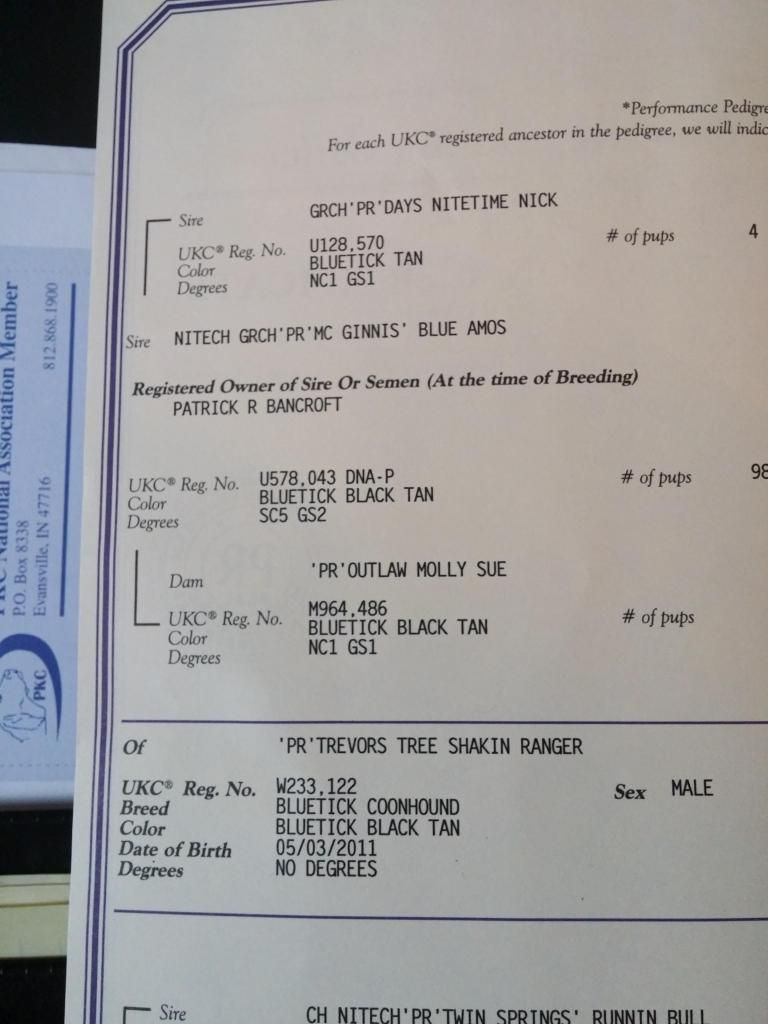 *Performance Pedigre
For each UKC® registered ancestor in the pedigree, we will indic
Sire GRCH'PR'DAYS NITETIME NICK
UKC® Reg. No. U128,570 # of pups 4
Color BLUETICK TAN
Degrees NC1 GS1
Sire NITECH GRCH'PR'MC GINNIS' BLUE AMOS
Registered Owner of Sire Or Semen (At the time of Breeding)
PATRICK R BANCROFT
UKC® Reg. No. U578,043 DNA-P # of pups 98
Color BLUETICK BLACK TAN
Degrees SC5 GS2
Dam 'PR'OUTLAW MOLLY SUE
UKC® Reg. No. M964,486 # of pups
Color BLUETICK BLACK TAN
Degrees NC1 GS1
Of 'PR'TREVORS TREE SHAKIN RANGER
UKC® Reg. No. W233,122 Sex MALE
Breed BLUETICK COONHOUND
Color BLUETICK BLACK TAN
Date of Birth 05/03/2011
Degrees NO DEGREES
Sire CH NITECH'PR'TWIN SPRINGS' RUNNIN BULL
PKC National Association Member
P.O. Box 8338
Evansville, IN 47716 812.868.1900
PKC